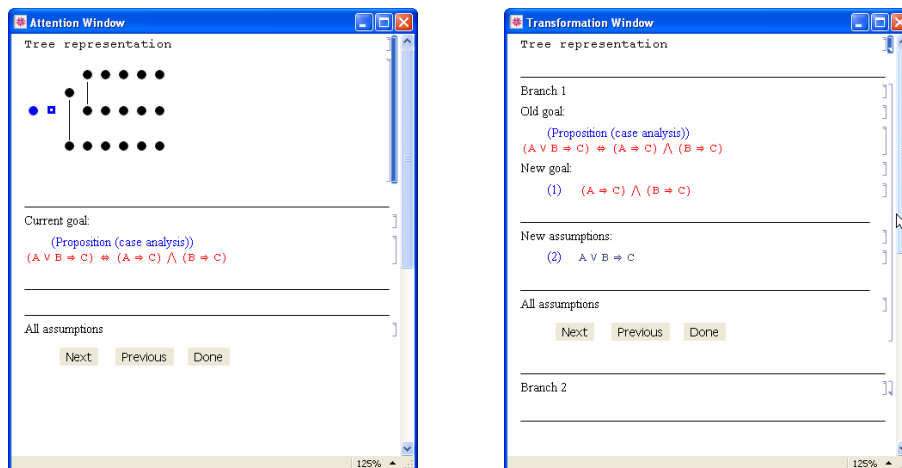 Attention Window
Tree representation
Current goal:
(Proposition (case analysis))
(A ∨ B ⇒ C) ⇔ (A ⇒ C) ⋀ (B ⇒ C)
All assumptions
Next Previous Done
125%
Transformation Window
Tree representation
Branch 1
Old goal:
(Proposition (case analysis))
(A ∨ B ⇒ C) ⇔ (A ⇒ C) ⋀ (B ⇒ C)
New goal:
(1) (A ⇒ C) ⋀ (B ⇒ C)
New assumptions:
(2) A ∨ B ⇒ C
All assumptions
Next Previous Done
Branch 2
125%